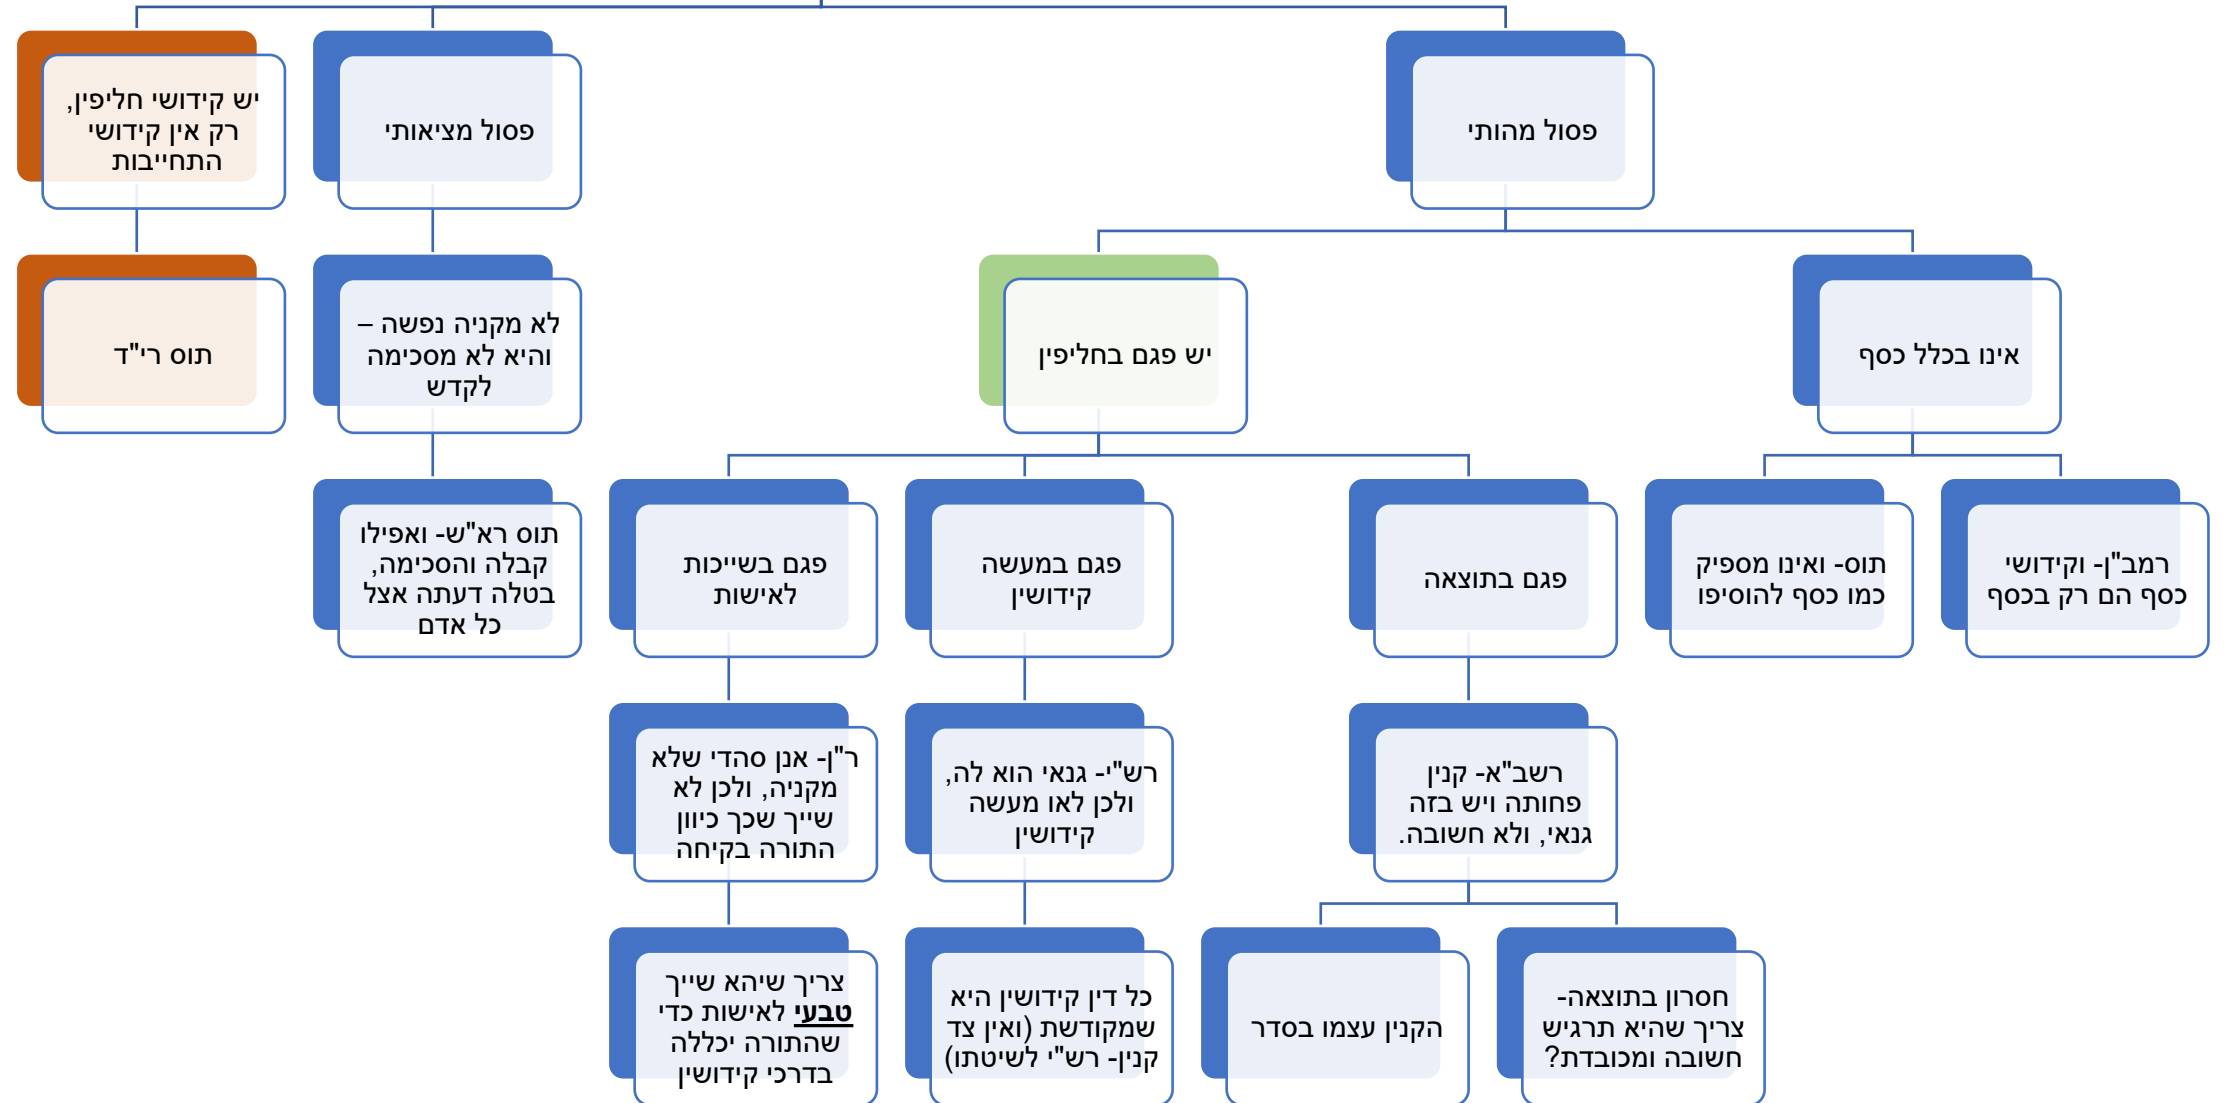 פסול מהותי
פסול מציאותי
יש קידושי חליפין,
רק אין קידושי
התחייבות
אינו בכלל כסף
יש פגם בחליפין
לא מקניה נפשה –
והיא לא מסכימה
לקדש
תוס רי"ד
רמב"ן- וקידושי
כסף הם רק בכסף
תוס- ואינו מספיק
כמו כסף להוסיפו
פגם בתוצאה
פגם במעשה
קידושין
פגם בשייכות
לאישות
תוס רא"ש- ואפילו
קבלה והסכימה,
בטלה דעתה אצל
כל אדם
רשב"א- קנין
פחותה ויש בזה
גנאי, ולא חשובה.
רש"י- גנאי הוא לה,
ולכן לאו מעשה
קידושין
ר"ן- אנן סהדי שלא
מקניה, ולכן לא
שייך שכך כיוון
התורה בקיחה
חסרון בתוצאה-
צריך שהיא תרגיש
חשובה ומכובדת?
הקנין עצמו בסדר
כל דין קידושין היא
שמקודשת (ואין צד
קנין- רש"י לשיטתו)
צריך שיהא שייך
טבעי לאישות כדי
שהתורה יכללה
בדרכי קידושין